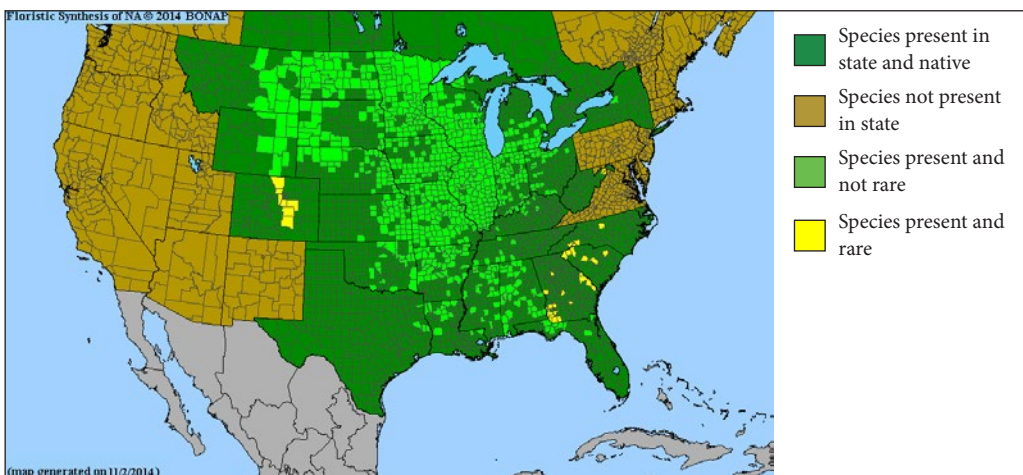 Floristic Synthesis of NA © 2014 BONAP
Species present in
state and native
Species not present
in state
Species present and
not rare
Species present and
rare
(map generated on 11/2/2014 )